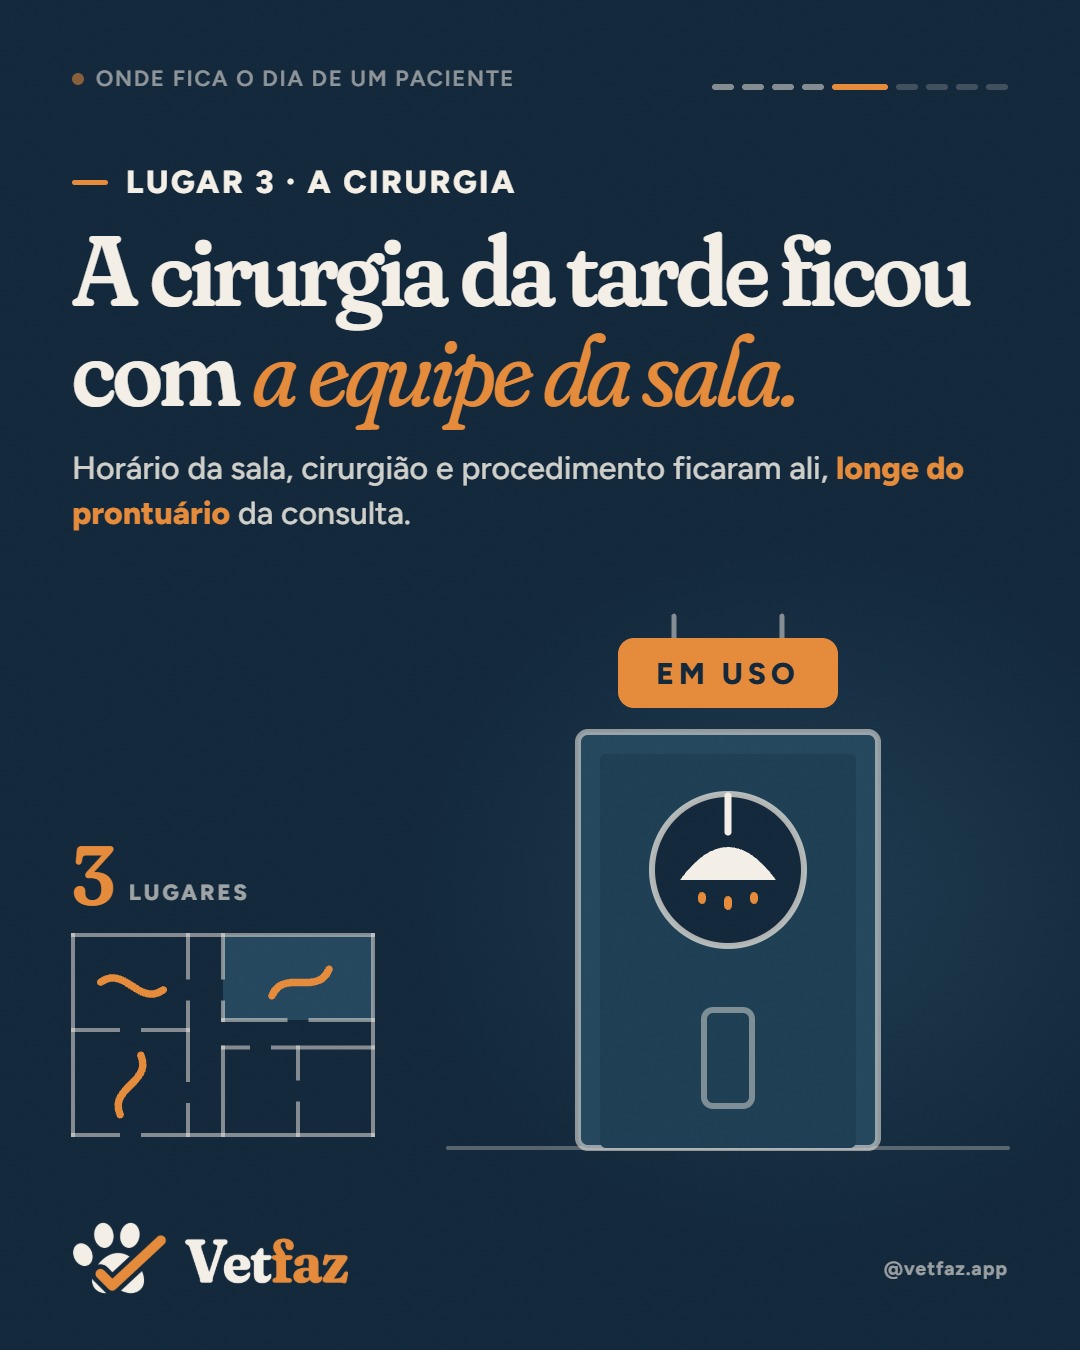 ONDE FICA O DIA DE UM PACIENTE
LUGAR 3 · A CIRURGIA
A cirurgia da tarde ficou
com a equipe da sala.
Horário da sala, cirurgião e procedimento ficaram ali, longe do
prontuário da consulta.
EM USO
3 LUGARES
Vetfaz
@vetfaz.app